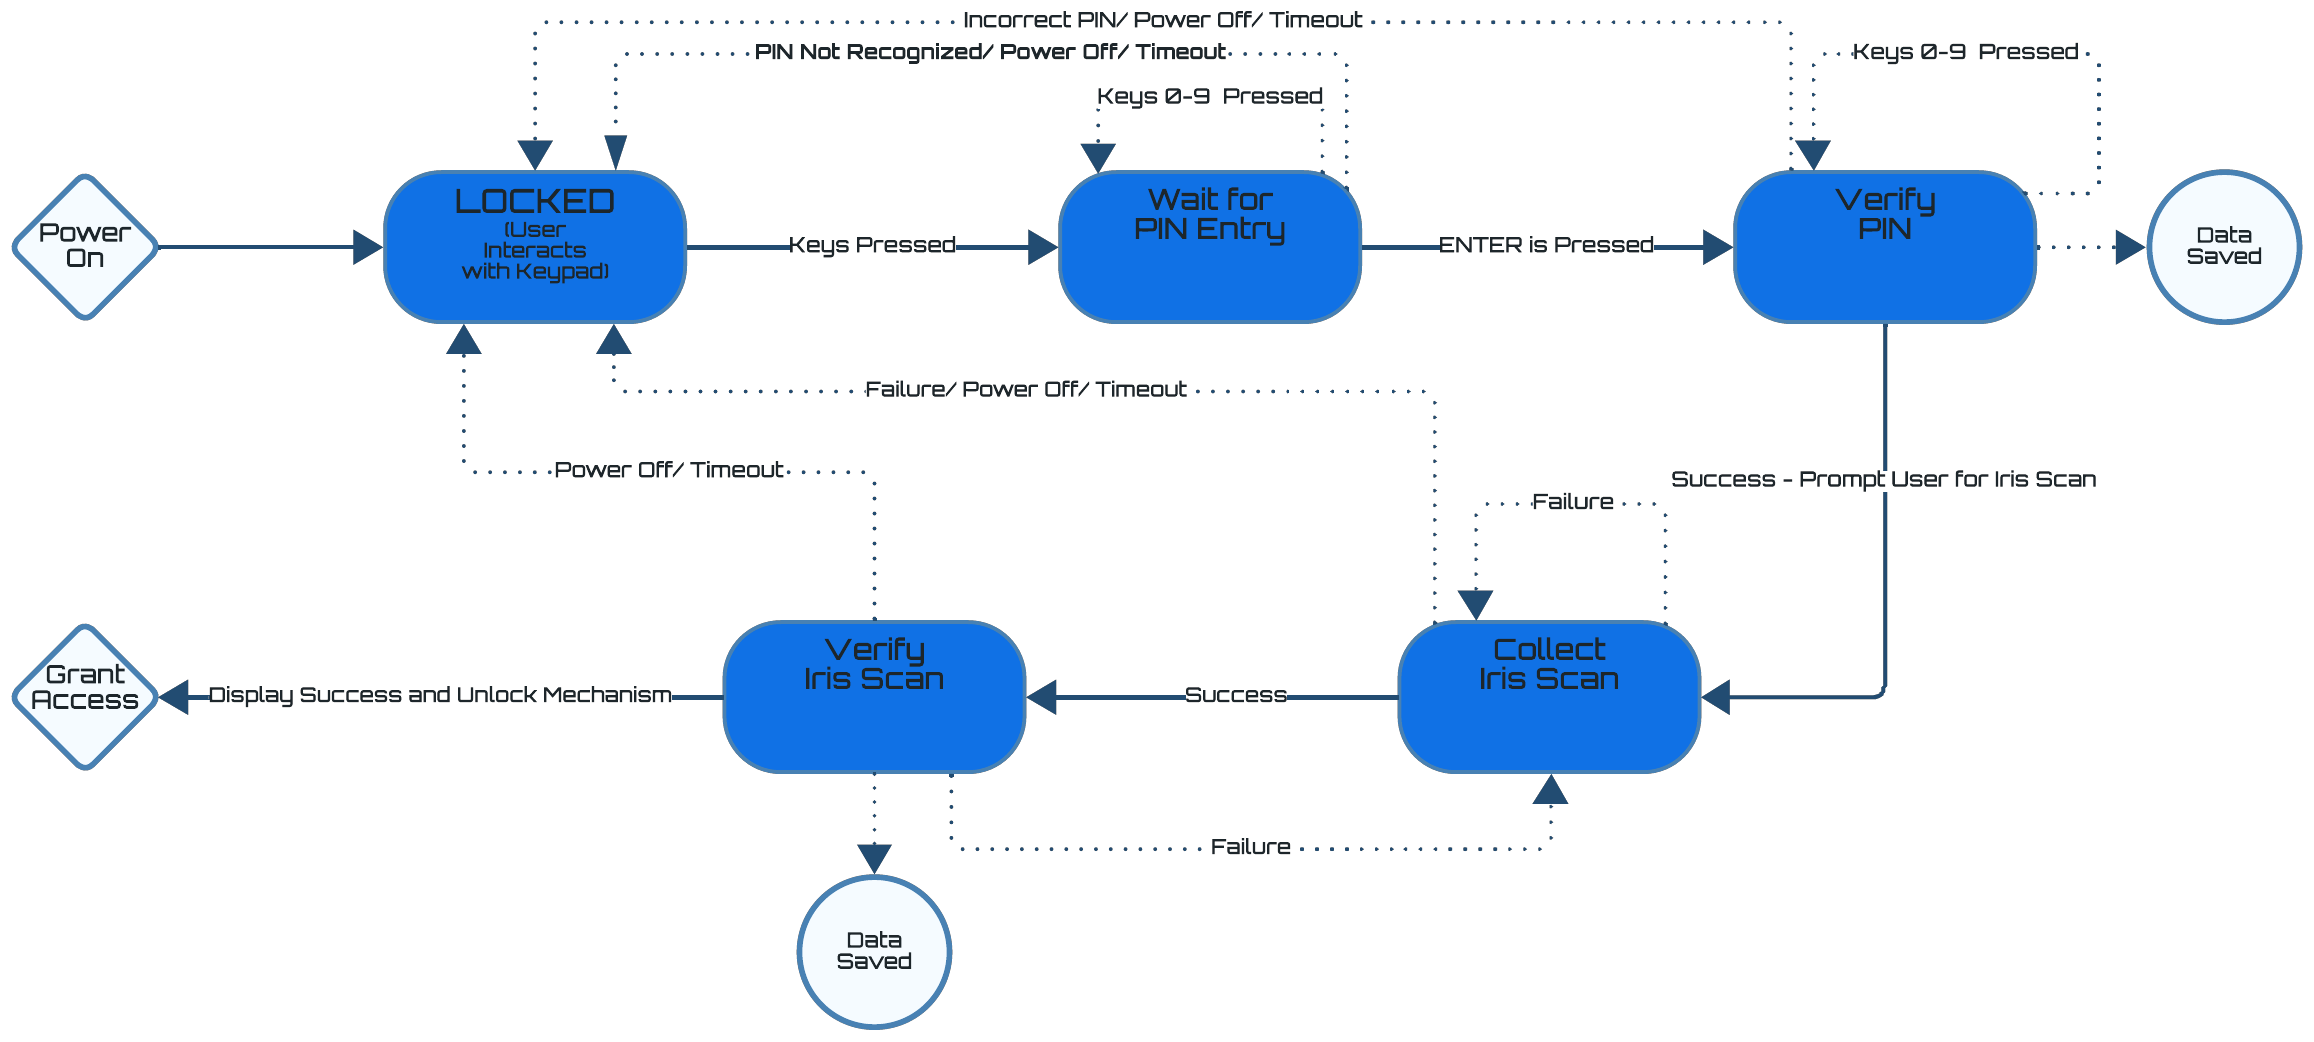 Incorrect PIN/ Power Off/ Timeout
PIN Not Recognized/ Power Off/ Timeout
Keys 0-9  Pressed
Keys 0-9  Pressed
Power
On
LOCKED
(User
Interacts
with Keypad)
Keys Pressed
Wait for
PIN Entry
ENTER is Pressed
Verify
PIN
Data
Saved
Failure/ Power Off/ Timeout
Power Off/ Timeout
Success - Prompt User for Iris Scan
Failure
Grant
Access
Display Success and Unlock Mechanism
Verify
Iris Scan
Success
Collect
Iris Scan
Failure
Data
Saved